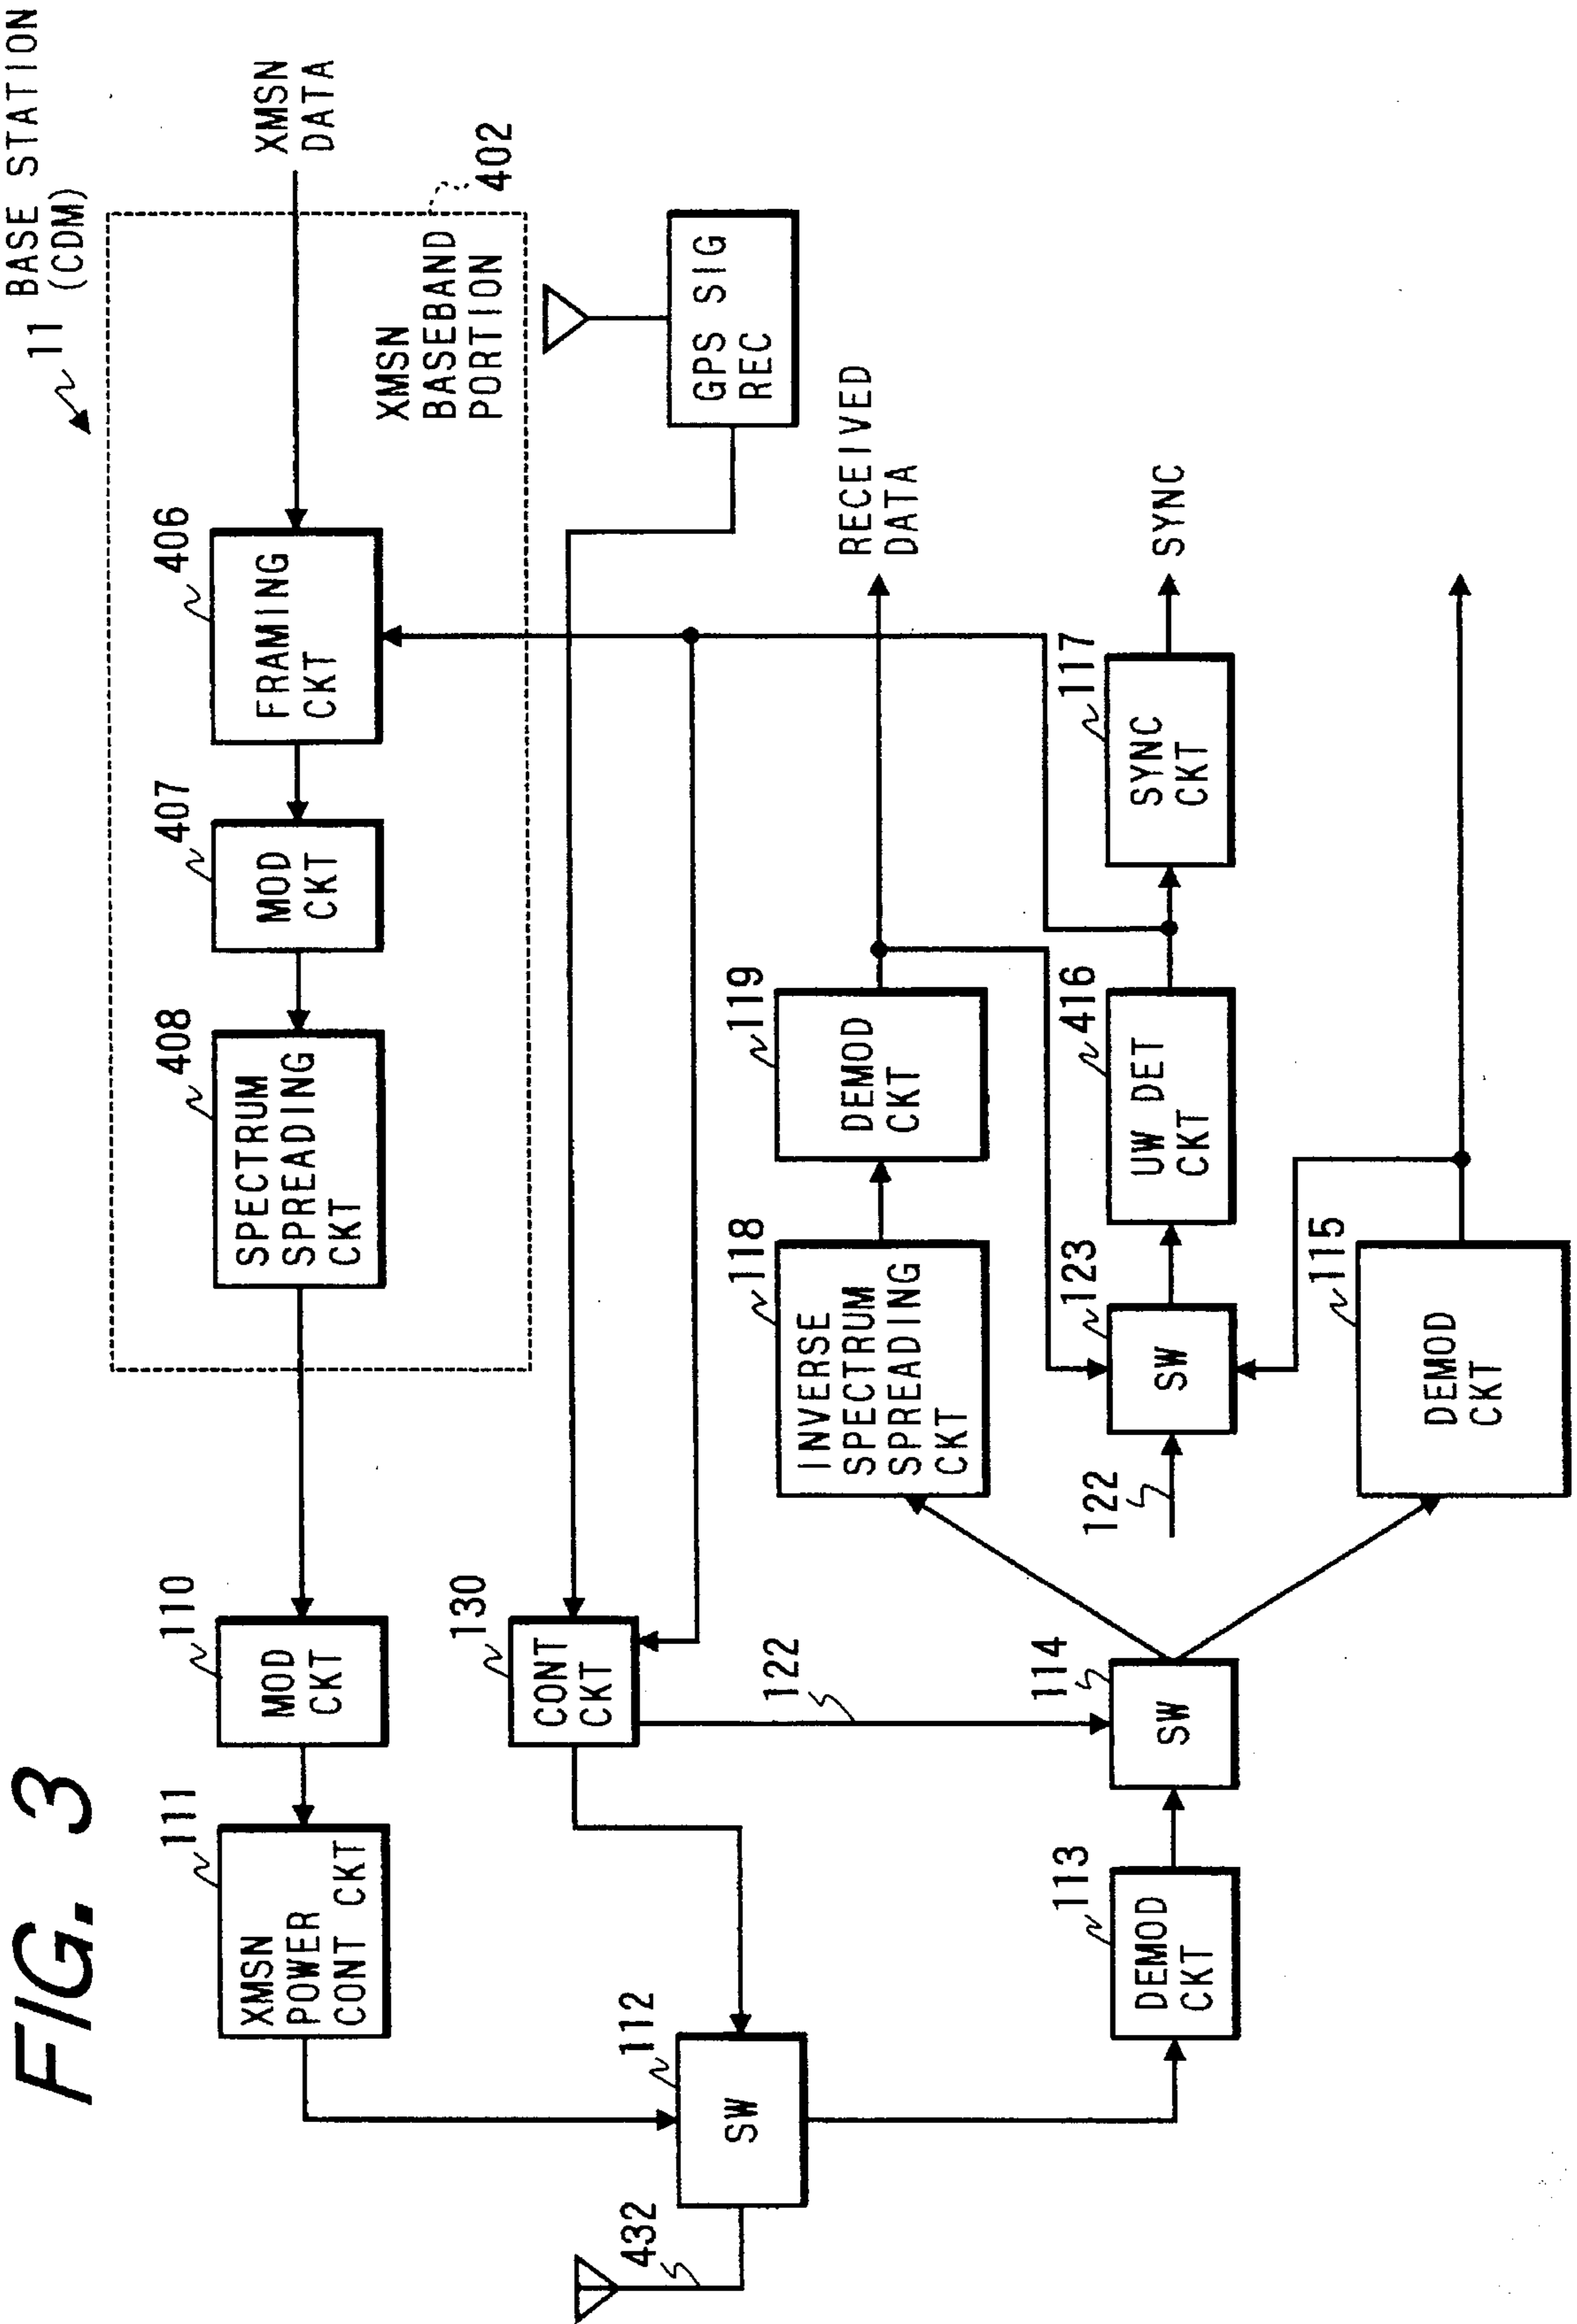 FIG. 3
11 BASE STATION
(CDM)
111
XMSN
POWER
CONT CKT
110
MOD
CKT
408
SPECTRUM
SPREADING
CKT
407
MOD
CKT
406
FRAMING
CKT
XMSN
DATA
XMSN
BASEBAND
PORTION
402
432
112
SW
130
CONT
CKT
122
GPS SIG
REC
118
INVERSE
SPECTRUM
SPREADING
CKT
119
DEMOD
CKT
RECEIVED
DATA
113
DEMOD
CKT
114
SW
122
123
SW
416
UW DET
CKT
117
SYNC
CKT
SYNC
115
DEMOD
CKT